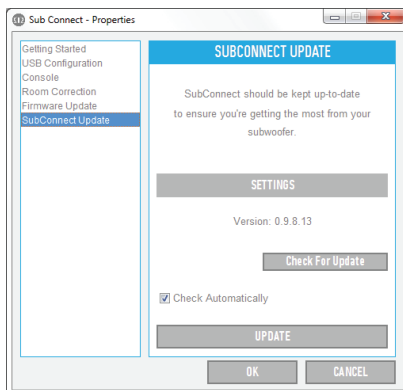 Sub Connect - Properties
Getting Started
USB Configuration
Console
Room Correction
Firmware Update
SubConnect Update
SUBCONNECT UPDATE
SubConnect should be kept up-to-date
to ensure you're getting the most from your
subwoofer.
SETTINGS
Version: 0.9.8.13
Check For Update
Check Automatically
UPDATE
OK
CANCEL